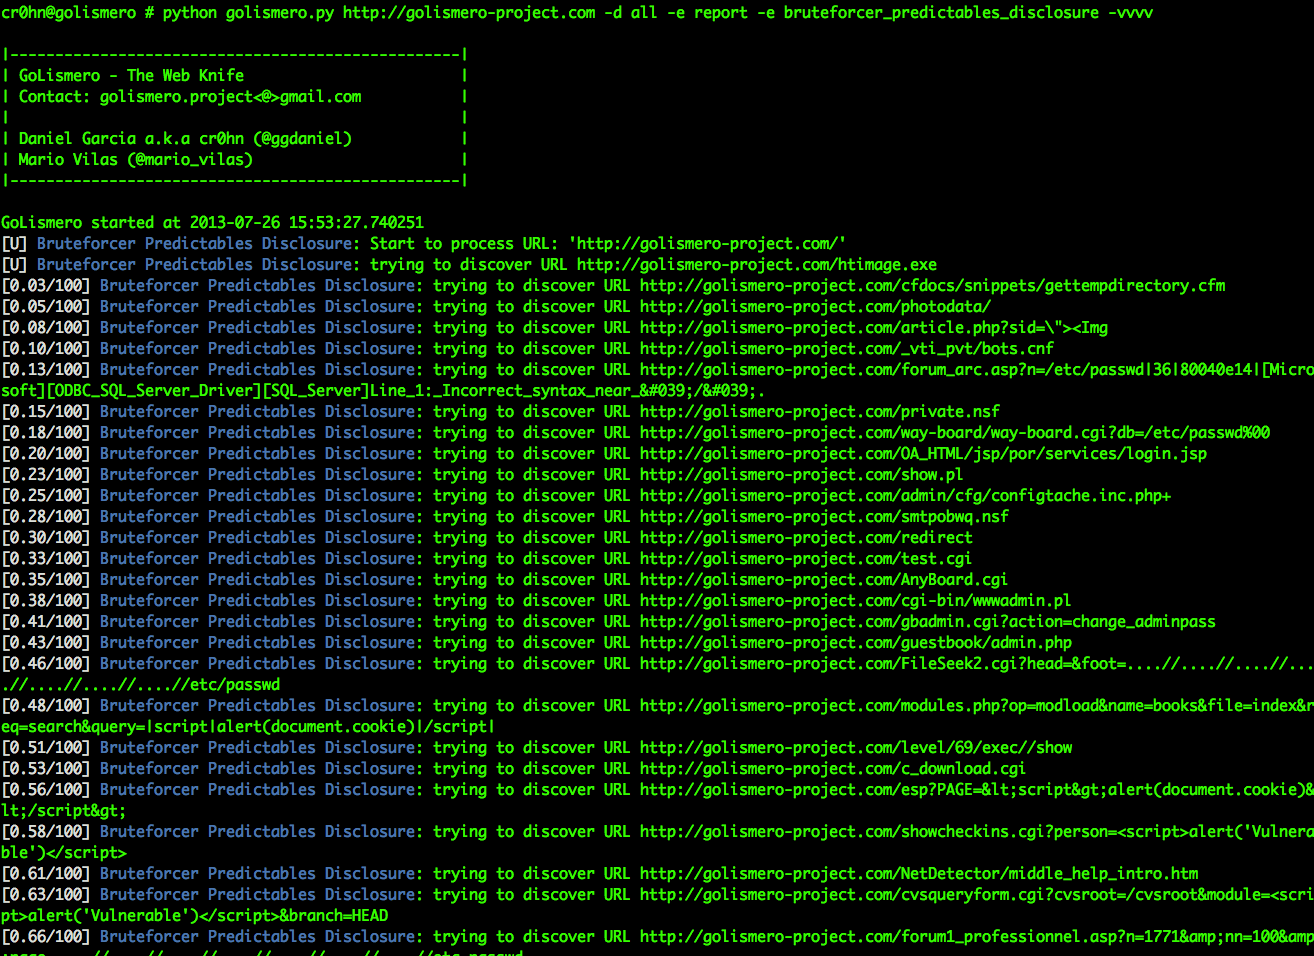 cr0hn@golismero # python golismero.py http://golismero-project.com -d all -e report -e bruteforcer_predictables_disclosure -vvvv
|--------------------------------------------------|
| GoLismero - The Web Knife                        |
| Contact: golismero.project<@>gmail.com           |
|                                                  |
| Daniel Garcia a.k.a cr0hn (@ggdaniel)            |
| Mario Vilas (@mario_vilas)                       |
|--------------------------------------------------|
GoLismero started at 2013-07-26 15:53:27.740251
[U] Bruteforcer Predictables Disclosure: Start to process URL: 'http://golismero-project.com/'
[U] Bruteforcer Predictables Disclosure: trying to discover URL http://golismero-project.com/htimage.exe
[0.03/100] Bruteforcer Predictables Disclosure: trying to discover URL http://golismero-project.com/cfdocs/snippets/gettempdirectory.cfm
[0.05/100] Bruteforcer Predictables Disclosure: trying to discover URL http://golismero-project.com/photodata/
[0.08/100] Bruteforcer Predictables Disclosure: trying to discover URL http://golismero-project.com/article.php?sid=\"><Img
[0.10/100] Bruteforcer Predictables Disclosure: trying to discover URL http://golismero-project.com/_vti_pvt/bots.cnf
[0.13/100] Bruteforcer Predictables Disclosure: trying to discover URL http://golismero-project.com/forum_arc.asp?n=/etc/passwd|36|80040e14|[Micro
soft][ODBC_SQL_Server_Driver][SQL_Server]Line_1:_Incorrect_syntax_near_&#039;/&#039;.
[0.15/100] Bruteforcer Predictables Disclosure: trying to discover URL http://golismero-project.com/private.nsf
[0.18/100] Bruteforcer Predictables Disclosure: trying to discover URL http://golismero-project.com/way-board/way-board.cgi?db=/etc/passwd%00
[0.20/100] Bruteforcer Predictables Disclosure: trying to discover URL http://golismero-project.com/OA_HTML/jsp/por/services/login.jsp
[0.23/100] Bruteforcer Predictables Disclosure: trying to discover URL http://golismero-project.com/show.pl
[0.25/100] Bruteforcer Predictables Disclosure: trying to discover URL http://golismero-project.com/admin/cfg/configtache.inc.php+
[0.28/100] Bruteforcer Predictables Disclosure: trying to discover URL http://golismero-project.com/smtpobwq.nsf
[0.30/100] Bruteforcer Predictables Disclosure: trying to discover URL http://golismero-project.com/redirect
[0.33/100] Bruteforcer Predictables Disclosure: trying to discover URL http://golismero-project.com/test.cgi
[0.35/100] Bruteforcer Predictables Disclosure: trying to discover URL http://golismero-project.com/AnyBoard.cgi
[0.38/100] Bruteforcer Predictables Disclosure: trying to discover URL http://golismero-project.com/cgi-bin/wwwadmin.pl
[0.41/100] Bruteforcer Predictables Disclosure: trying to discover URL http://golismero-project.com/gbadmin.cgi?action=change_adminpass
[0.43/100] Bruteforcer Predictables Disclosure: trying to discover URL http://golismero-project.com/guestbook/admin.php
[0.46/100] Bruteforcer Predictables Disclosure: trying to discover URL http://golismero-project.com/FileSeek2.cgi?head=&foot=....//....//....//...
.//....//....//....//etc/passwd
[0.48/100] Bruteforcer Predictables Disclosure: trying to discover URL http://golismero-project.com/modules.php?op=modload&name=books&file=index&r
eq=search&query=|script|alert(document.cookie)|/script|
[0.51/100] Bruteforcer Predictables Disclosure: trying to discover URL http://golismero-project.com/level/69/exec//show
[0.53/100] Bruteforcer Predictables Disclosure: trying to discover URL http://golismero-project.com/c_download.cgi
[0.56/100] Bruteforcer Predictables Disclosure: trying to discover URL http://golismero-project.com/esp?PAGE=&lt;script&gt;alert(document.cookie)&
lt;/script&gt;
[0.58/100] Bruteforcer Predictables Disclosure: trying to discover URL http://golismero-project.com/showcheckins.cgi?person=<script>alert('Vulnera
ble')</script>
[0.61/100] Bruteforcer Predictables Disclosure: trying to discover URL http://golismero-project.com/NetDetector/middle_help_intro.htm
[0.63/100] Bruteforcer Predictables Disclosure: trying to discover URL http://golismero-project.com/cvsqueryform.cgi?cvsroot=/cvsroot&module=<scri
pt>alert('Vulnerable')</script>&branch=HEAD
[0.66/100] Bruteforcer Predictables Disclosure: trying to discover URL http://golismero-project.com/forum1_professionnel.asp?n=1771&amp;nn=100&amp